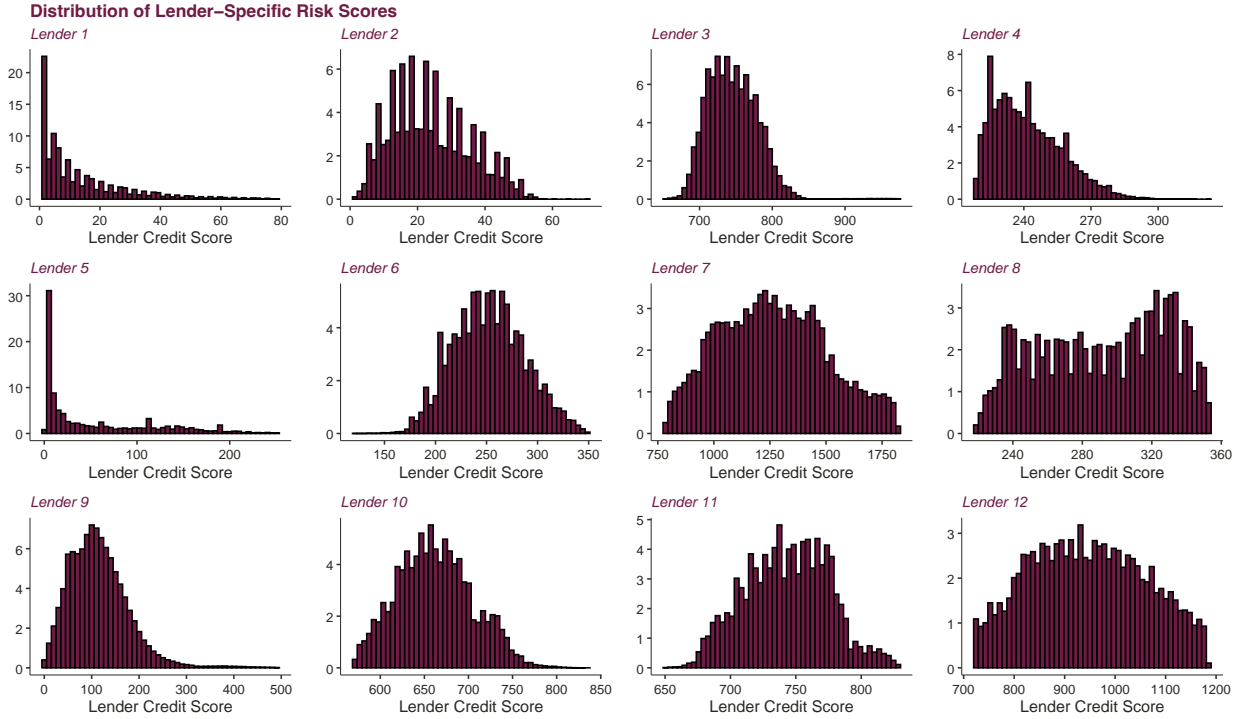 Distribution of Lender−Specific Risk Scores
Lender 1
Lender 2
Lender 3
Lender 4
20
15
10
5
0
6
4
2
0
6
4
2
0
8
6
4
2
0
0 20 40 60 80
0 20 40 60
700 800 900
240 270 300
Lender Credit Score
Lender Credit Score
Lender Credit Score
Lender Credit Score
Lender 5
Lender 6
Lender 7
Lender 8
30
20
10
0
4
2
0
3
2
1
0
3
2
1
0
0 100 200
150 200 250 300 350
750 1000 1250 1500 1750
240 280 320 360
Lender Credit Score
Lender Credit Score
Lender Credit Score
Lender Credit Score
Lender 9
Lender 10
Lender 11
Lender 12
6
4
2
0
4
2
0
5
4
3
2
1
0
3
2
1
0
0 100 200 300 400 500
600 650 700 750 800 850
650 700 750 800
700 800 900 1000 1100 1200
Lender Credit Score
Lender Credit Score
Lender Credit Score
Lender Credit Score